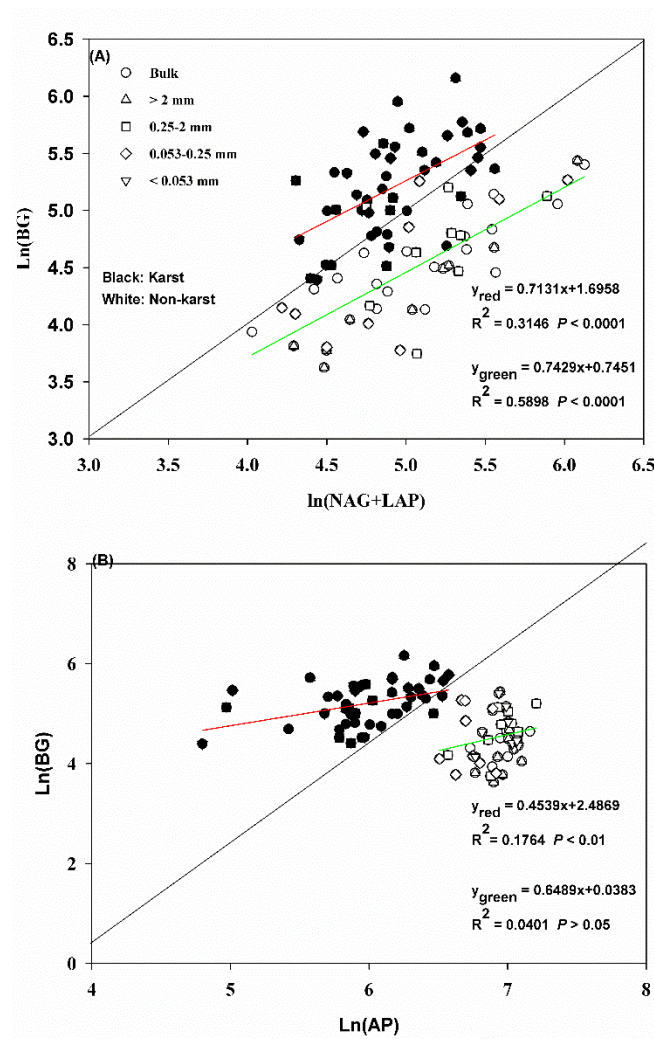 6.5
(A)
Bulk
6.0
> 2 mm
0.25-2 mm
5.5
0.053-0.25 mm
< 0.053 mm
5.0
Ln(BG)
4.5
Black: Karst
White: Non-karst
y red = 0.7131x+1.6958
4.0
R2 = 0.3146 P < 0.0001
3.5
y green = 0.7429x+0.7451
R2 = 0.5898 P < 0.0001
3.0
3.0 3.5 4.0 4.5 5.0 5.5 6.0 6.5
ln(NAG+LAP)
(B)
8
6
Ln(BG)
4
y red = 0.4539x+2.4869
R2 = 0.1764 P < 0.01
2
y green = 0.6489x+0.0383
R2 = 0.0401 P > 0.05
0
4 5 6 7 8
Ln(AP)